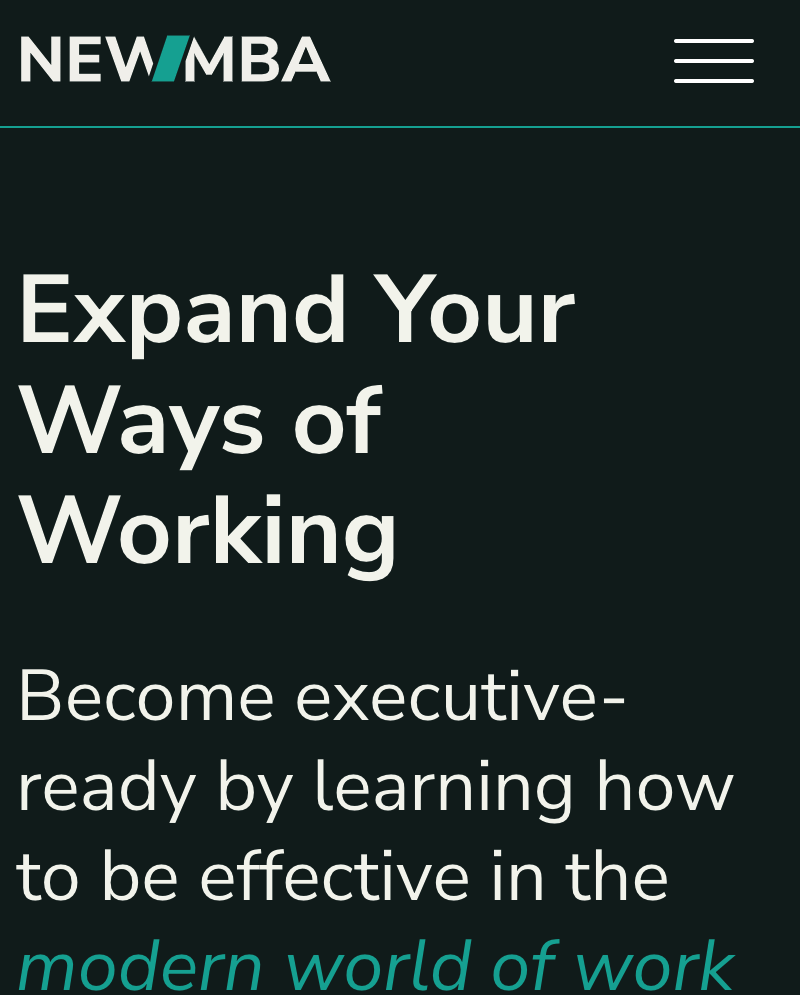 NEW/MBA
Expand Your
Ways of
Working
Become executive-
ready by learning how
to be effective in the
modern world of work